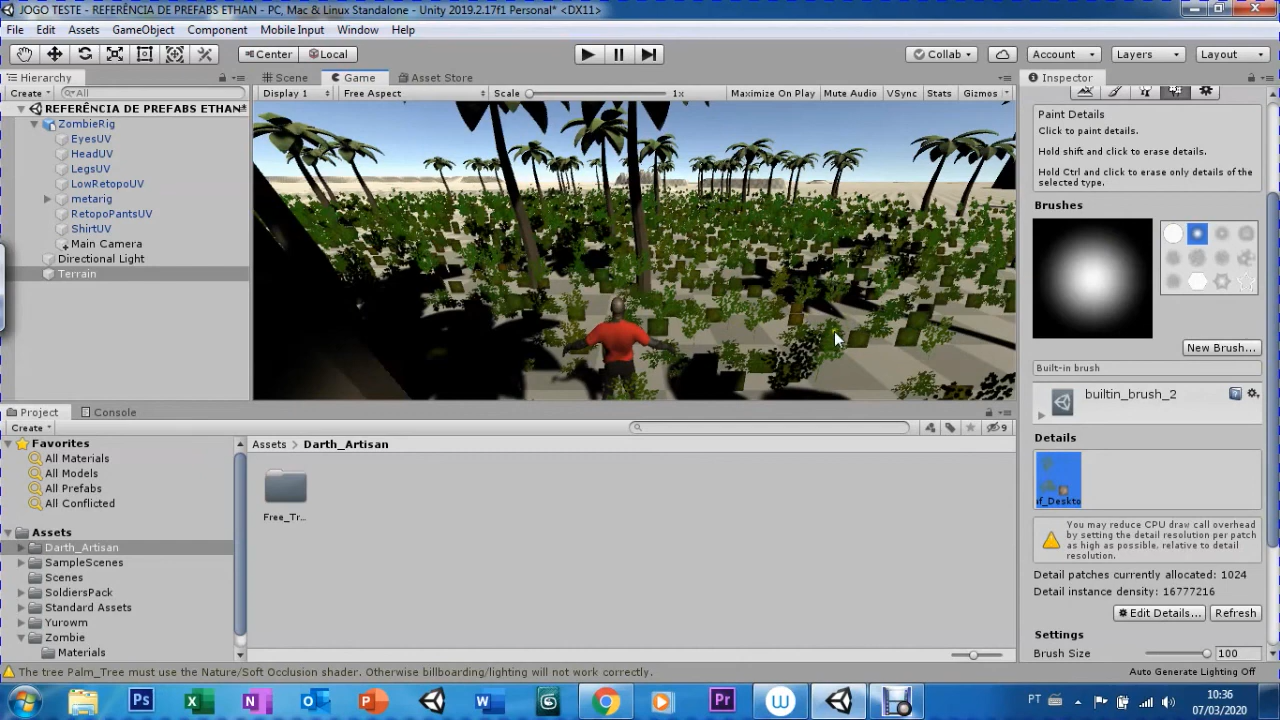 JOGO TESTE - REFERÊNCIA DE PREFABS ETHAN - PC, Mac & Linux Standalone - Unity 2019.2.17f1 Personal* <DX11>
File Edit Assets GameObject Component Mobile Input Window Help
Center Local Collab Account Layers Layout
Hierarchy Scene Game Asset Store Inspector
Create All Display 1 Free Aspect Scale 1x Maximize On Play Mute Audio VSync Stats Gizmos
REFERÊNCIA DE PREFABS ETHAN*
ZombieRig
EyesUV
HeadUV
LegsUV
LowRetopoUV
metarig
RetopoPantsUV
ShirtUV
Main Camera
Directional Light
Terrain
Paint Details
Click to paint details.
Hold shift and click to erase details.
Hold Ctrl and click to erase only details of the
selected type.
Brushes
New Brush...
Built-in brush
builtin_brush_2
Details
af_Deskto
You may reduce CPU draw call overhead
by setting the detail resolution per patch
as high as possible, relative to detail
resolution.
Detail patches currently allocated: 1024
Detail instance density: 16777216
Edit Details... Refresh
Settings
Brush Size 100
Project Console
Create 9
Favorites
All Materials
All Models
All Prefabs
All Conflicted
Assets
Darth_Artisan
SampleScenes
Scenes
SoldiersPack
Standard Assets
Yurowm
Zombie
Materials
Assets Darth_Artisan
Free_Tr...
The tree Palm_Tree must use the Nature/Soft Occlusion shader. Otherwise billboarding/lighting will not work correctly.
Auto Generate Lighting Off
Ps X N O P W S W Pr
PT
10:36
07/03/2020